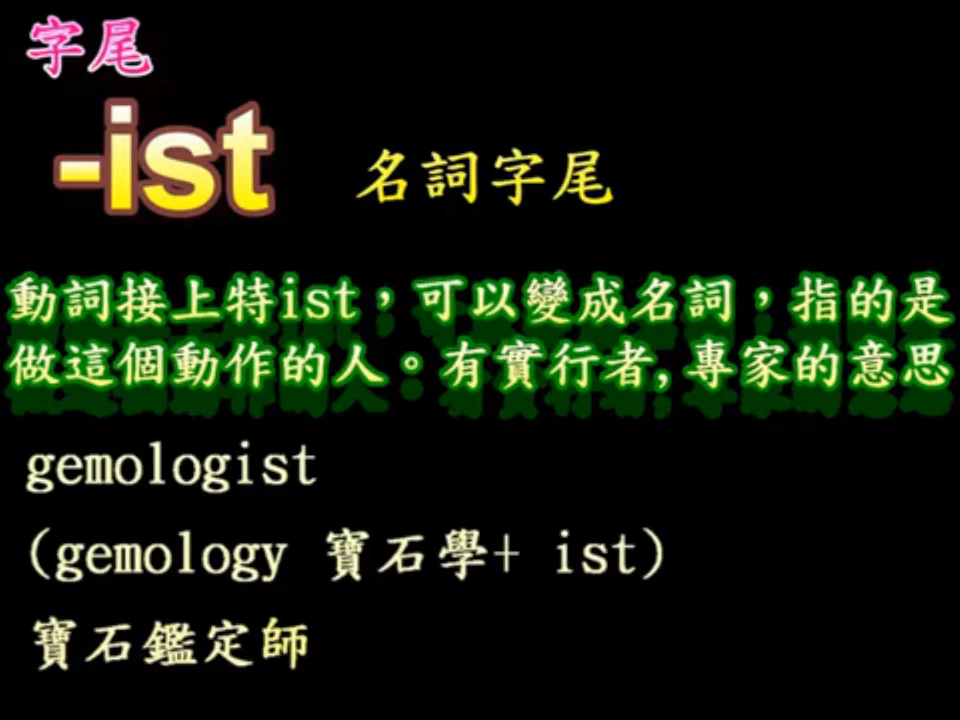 字尾
-ist 名詞字尾
動詞接上特ist，可以變成名詞，指的是
做這個動作的人。有實行者,專家的意思
gemologist
(gemology 寶石學+ ist)
寶石鑑定師